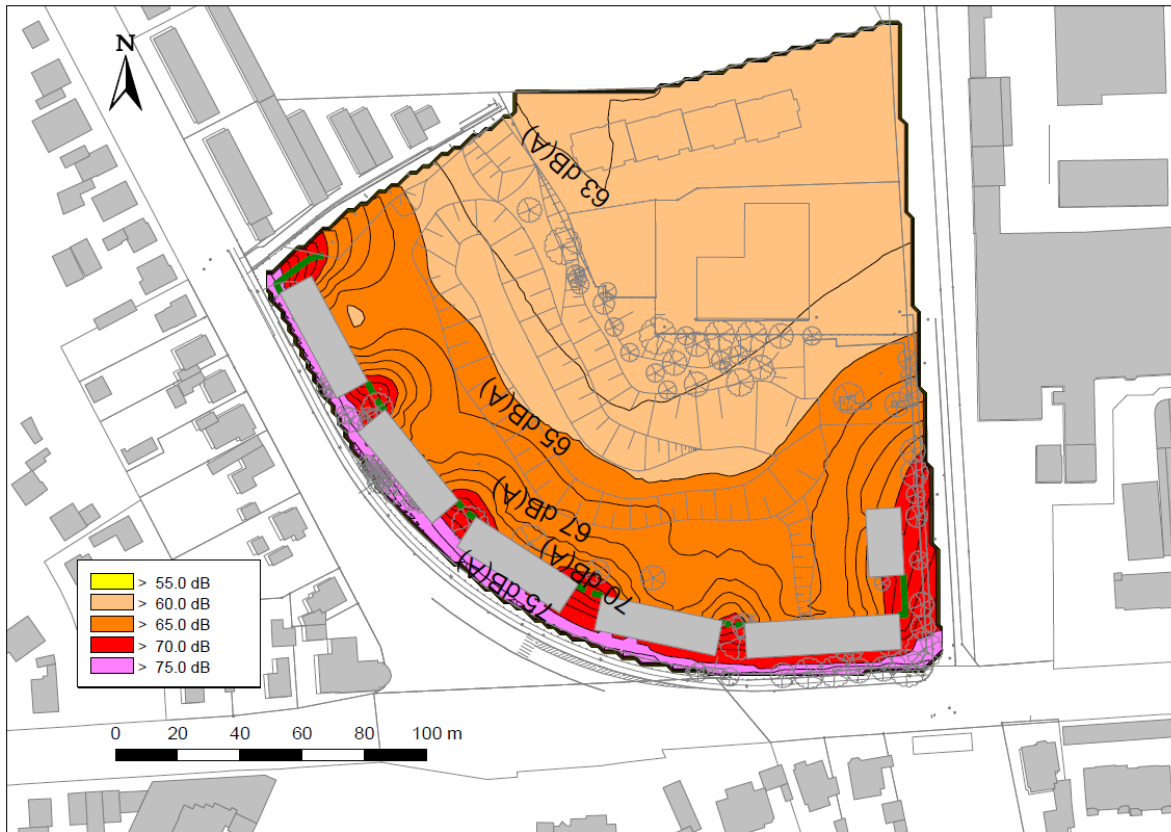 N
63 dB(A)
65 dB(A)
67 dB(A)
70 dB(A)
75 dB(A)
> 55.0 dB
> 60.0 dB
> 65.0 dB
> 70.0 dB
> 75.0 dB
0 20 40 60 80 100 m